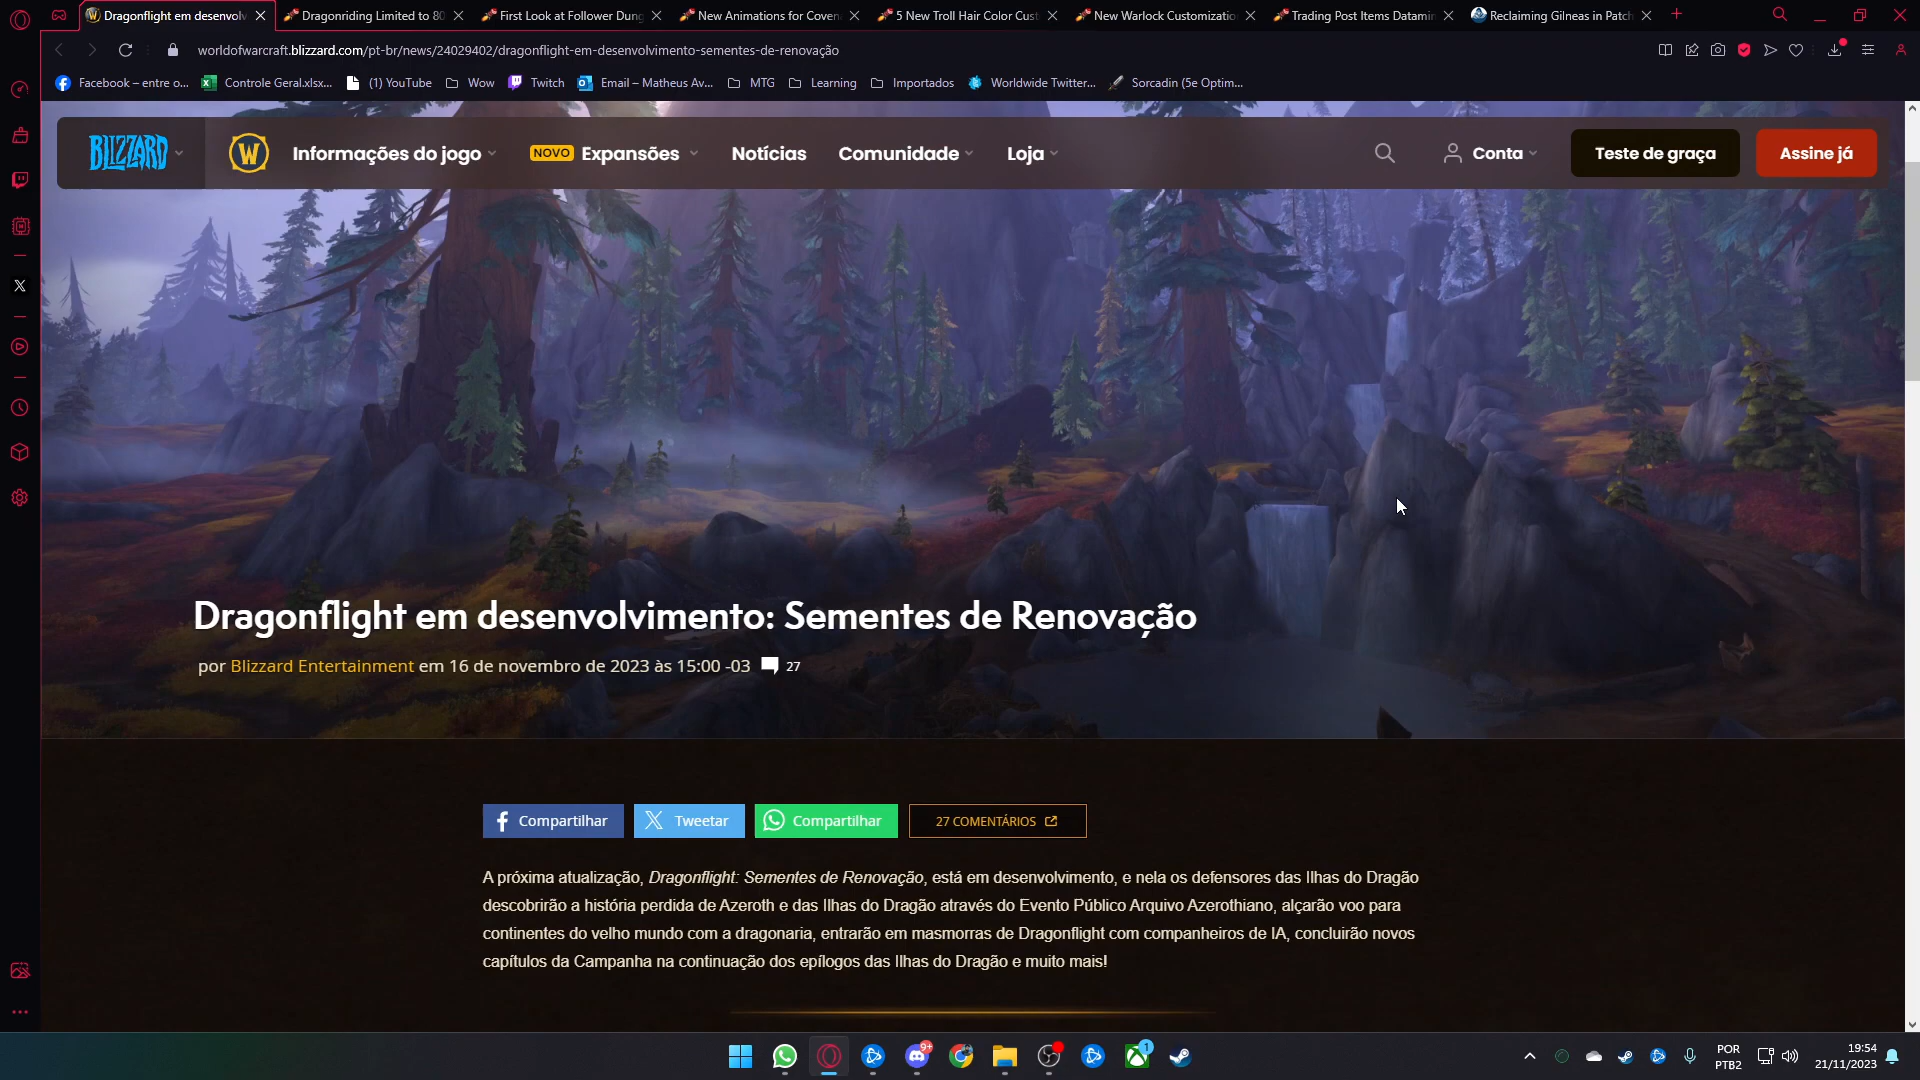 Dragonflight em desenvolv
Dragonriding Limited to 80
First Look at Follower Dung
New Animations for Coven
5 New Troll Hair Color Cust
New Warlock Customizatio
Trading Post Items Datamin
Reclaiming Gilneas in Patch
worldofwarcraft.blizzard.com/pt-br/news/24029402/dragonflight-em-desenvolvimento-sementes-de-renovação
Facebook – entre o...
Controle Geral.xlsx...
(1) YouTube
Wow
Twitch
Email – Matheus Av...
MTG
Learning
Importados
Worldwide Twitter...
Sorcadin (5e Optim...
BLIZZARD
W
Informações do jogo
NOVO Expansões
Notícias
Comunidade
Loja
Conta
Teste de graça
Assine já
Dragonflight em desenvolvimento: Sementes de Renovação
por Blizzard Entertainment em 16 de novembro de 2023 às 15:00 -03 27
Compartilhar
Tweetar
Compartilhar
27 COMENTÁRIOS
A próxima atualização, Dragonflight: Sementes de Renovação, está em desenvolvimento, e nela os defensores das Ilhas do Dragão
descobrirão a história perdida de Azeroth e das Ilhas do Dragão através do Evento Público Arquivo Azerothiano, alçarão voo para
continentes do velho mundo com a dragonaria, entrarão em masmorras de Dragonflight com companheiros de IA, concluirão novos
capítulos da Campanha na continuação dos epílogos das Ilhas do Dragão e muito mais!
9+
1
POR
PTB2
19:54
21/11/2023